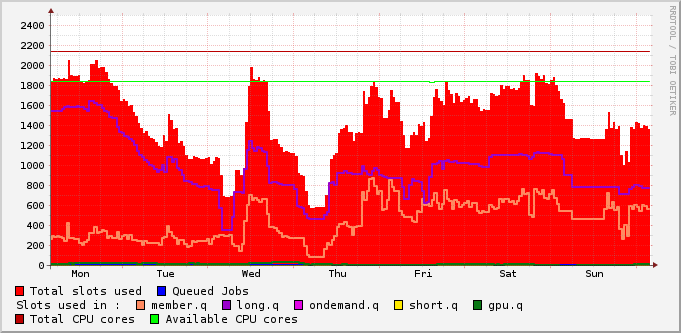 2400
2200
2000
1800
1600
1400
1200
1000
800
600
400
200
0
Mon Tue Wed Thu Fri Sat Sun
RRDTOOL / TOBI OETIKER
Total slots used Queued Jobs
Slots used in : member.q long.q ondemand.q short.q gpu.q
Total CPU cores Available CPU cores